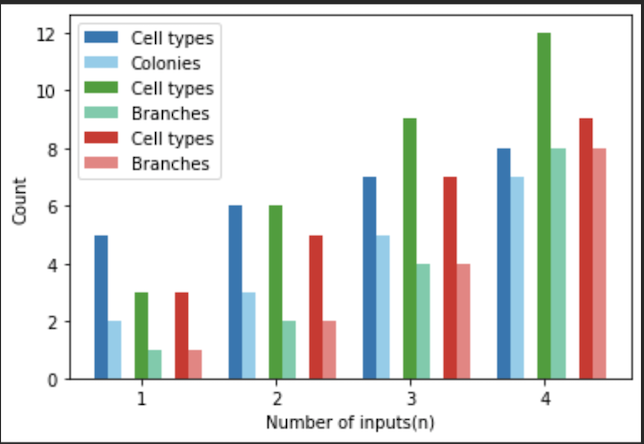 12
10
8
6
4
2
0
Count
Cell types
Colonies
Cell types
Branches
Cell types
Branches
1 2 3 4
Number of inputs(n)